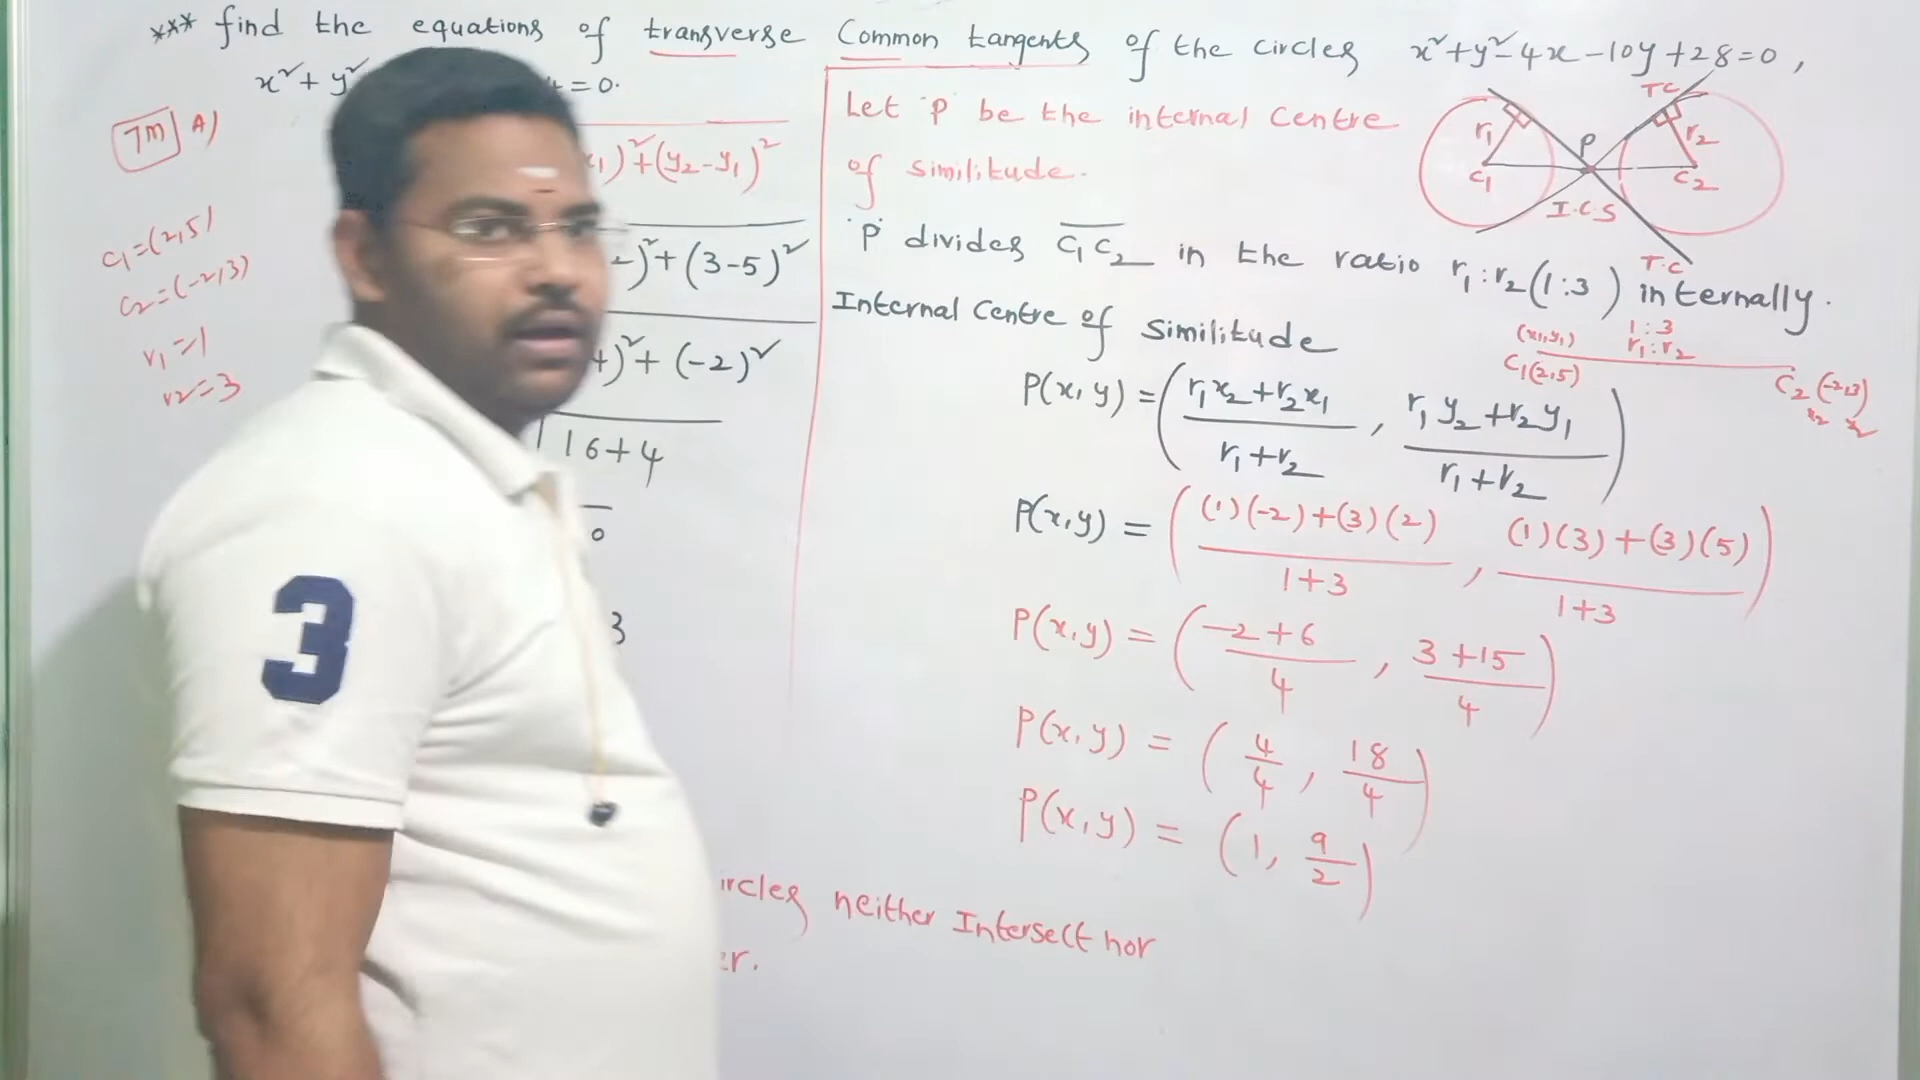 *** find the equations of transverse Common tangents of the circles x²+y²-4x-10y+28=0,
x²+y² = 0.
7m A)
C₁=(2,5)
C₂=(-2,3)
r₁=1
r₂=3
)²+(y₂-y₁)²
)²+(3-5)²
)²+(-2)²
16+4
0
3
ircles neither Intersect nor
er.
Let 'p' be the internal Centre
of similitude.
'P' divides C₁C₂ in the ratio r₁:r₂(1:3) internally.
Internal Centre of similitude
P(x,y) = (r₁x₂+r₂x₁/r₁+r₂, r₁y₂+r₂y₁/r₁+r₂)
P(x,y) = ((1)(-2)+(3)(2)/1+3, (1)(3)+(3)(5)/1+3)
P(x,y) = (-2+6/4, 3+15/4)
P(x,y) = (4/4, 18/4)
P(x,y) = (1, 9/2)
T.C
r₁ P r₂
C₁ C₂
I.C.S
T.C
(x₁,y₁) 1:3
r₁:r₂
C₁(2,5) C₂(-2,3)
x₂ y₂
3